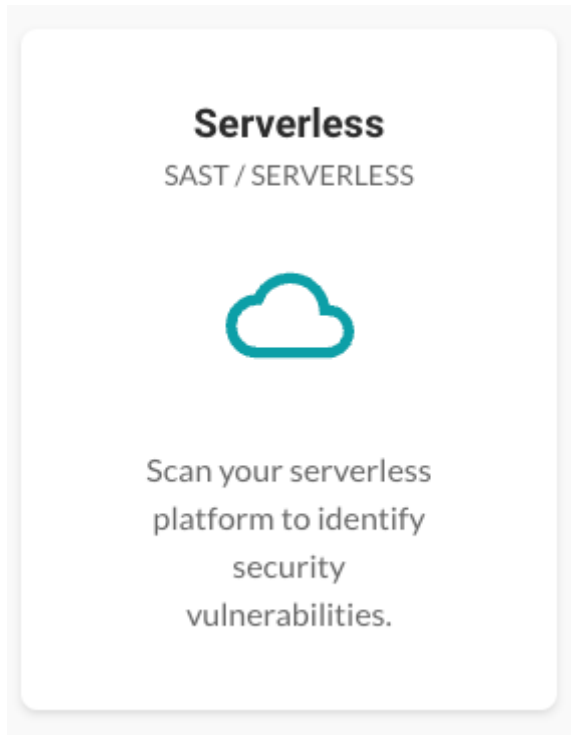 Serverless
SAST / SERVERLESS
Scan your serverless
platform to identify
security
vulnerabilities.